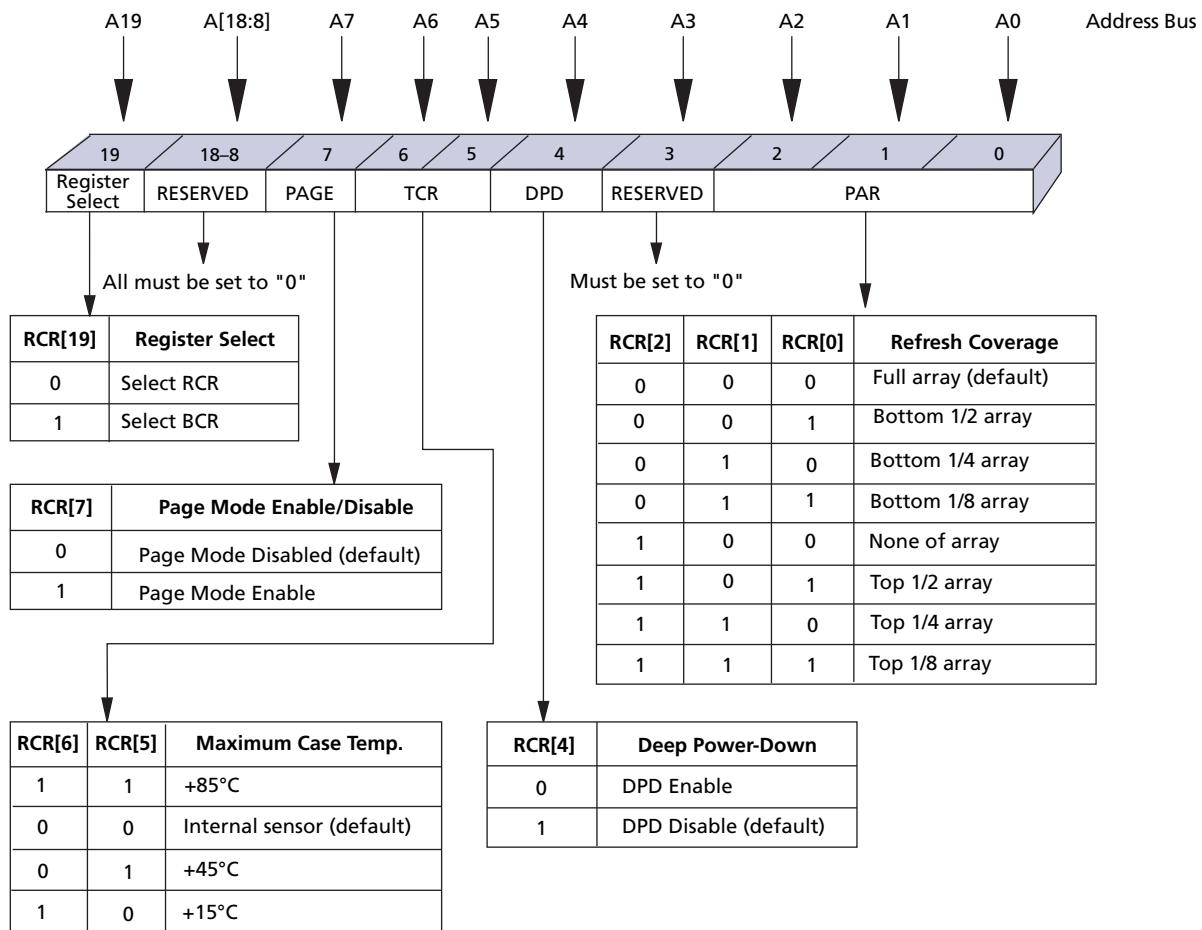 A19 A[18:8] A7 A6 A5 A4 A3 A2 A1 A0 Address Bus
19 18–8 7 6 5 4 3 2 1 0
Register Select RESERVED PAGE TCR DPD RESERVED PAR
All must be set to "0"
Must be set to "0"
RCR[19] Register Select
0 Select RCR
1 Select BCR
RCR[7] Page Mode Enable/Disable
0 Page Mode Disabled (default)
1 Page Mode Enable
RCR[2] RCR[1] RCR[0] Refresh Coverage
0 0 0 Full array (default)
0 0 1 Bottom 1/2 array
0 1 0 Bottom 1/4 array
0 1 1 Bottom 1/8 array
1 0 0 None of array
1 0 1 Top 1/2 array
1 1 0 Top 1/4 array
1 1 1 Top 1/8 array
RCR[6] RCR[5] Maximum Case Temp.
1 1 +85°C
0 0 Internal sensor (default)
0 1 +45°C
1 0 +15°C
RCR[4] Deep Power-Down
0 DPD Enable
1 DPD Disable (default)